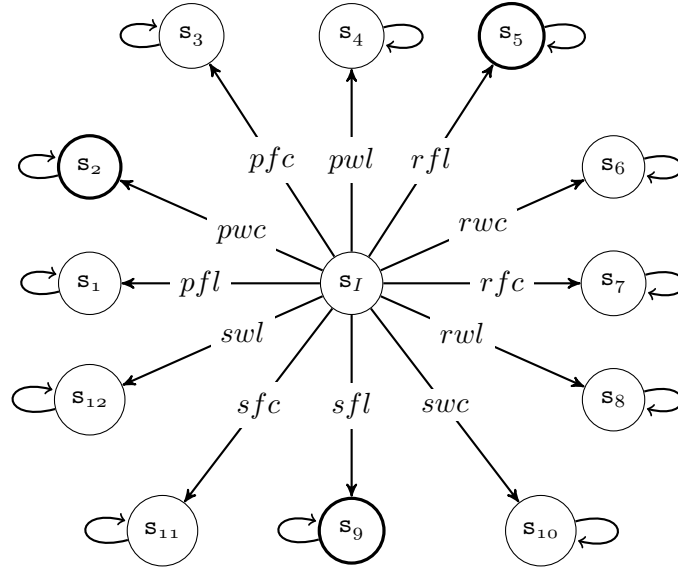 s₃ s₄ s₅
pfc pwl rfl
s₂ s₆
pwc rwc
s₁ pfl s_I rfc s₇
swl rwl
s₁₂ sfc sfl swc s₈
s₁₁ s₉ s₁₀